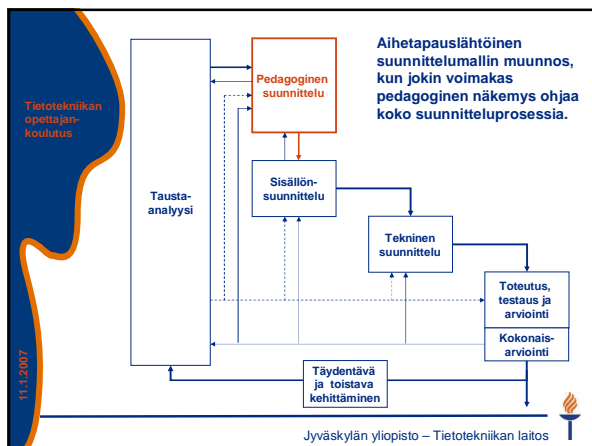 Tietotekniikan
opettajan-
koulutus
11.1.2007
Aihetapauslähtöinen
suunnittelumallin muunnos,
kun jokin voimakas
pedagoginen näkemys ohjaa
koko suunnitteluprosessia.
Tausta-
analyysi
Pedagoginen
suunnittelu
Sisällön-
suunnittelu
Tekninen
suunnittelu
Toteutus,
testaus ja
arviointi
Kokonais-
arviointi
Täydentävä
ja toistava
kehittäminen
Jyväskylän yliopisto – Tietotekniikan laitos